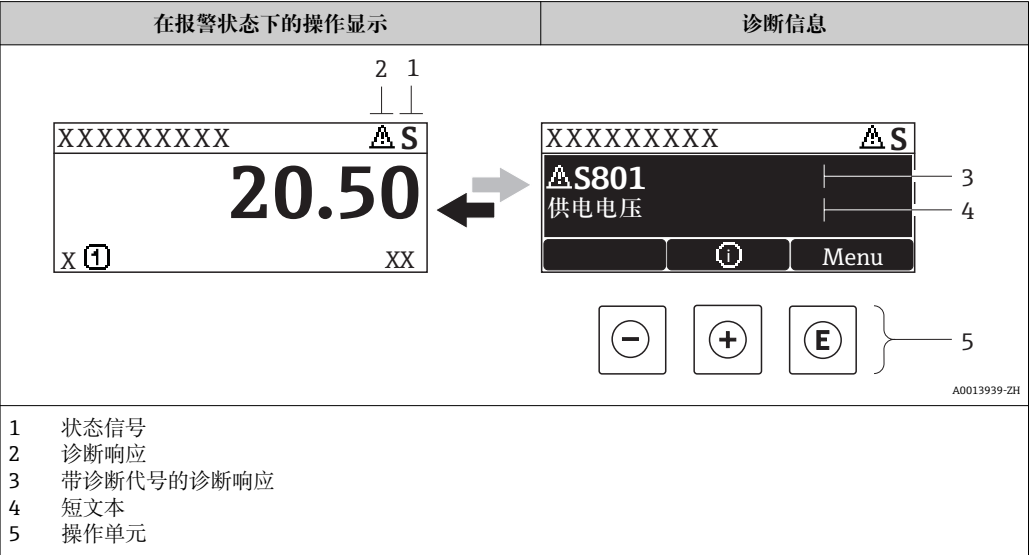 在报警状态下的操作显示
诊断信息
2 1
XXXXXXXXX S
20.50
X 1 XX
XXXXXXXXX S
S801
供电电压
i Menu
3
4
- + E
5
A0013939-ZH
1 状态信号
2 诊断响应
3 带诊断代号的诊断响应
4 短文本
5 操作单元